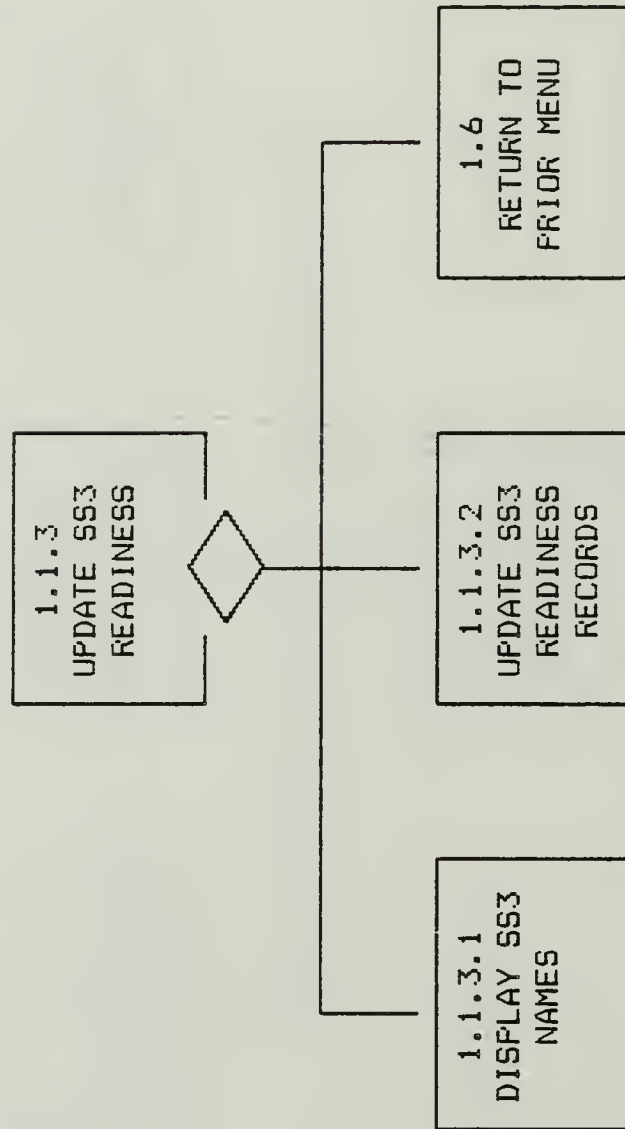 1.1.3
UPDATE SS3
READINESS
1.1.3.1
DISPLAY SS3
NAMES
1.1.3.2
UPDATE SS3
READINESS
RECORDS
1.6
RETURN TO
PRIOR MENU